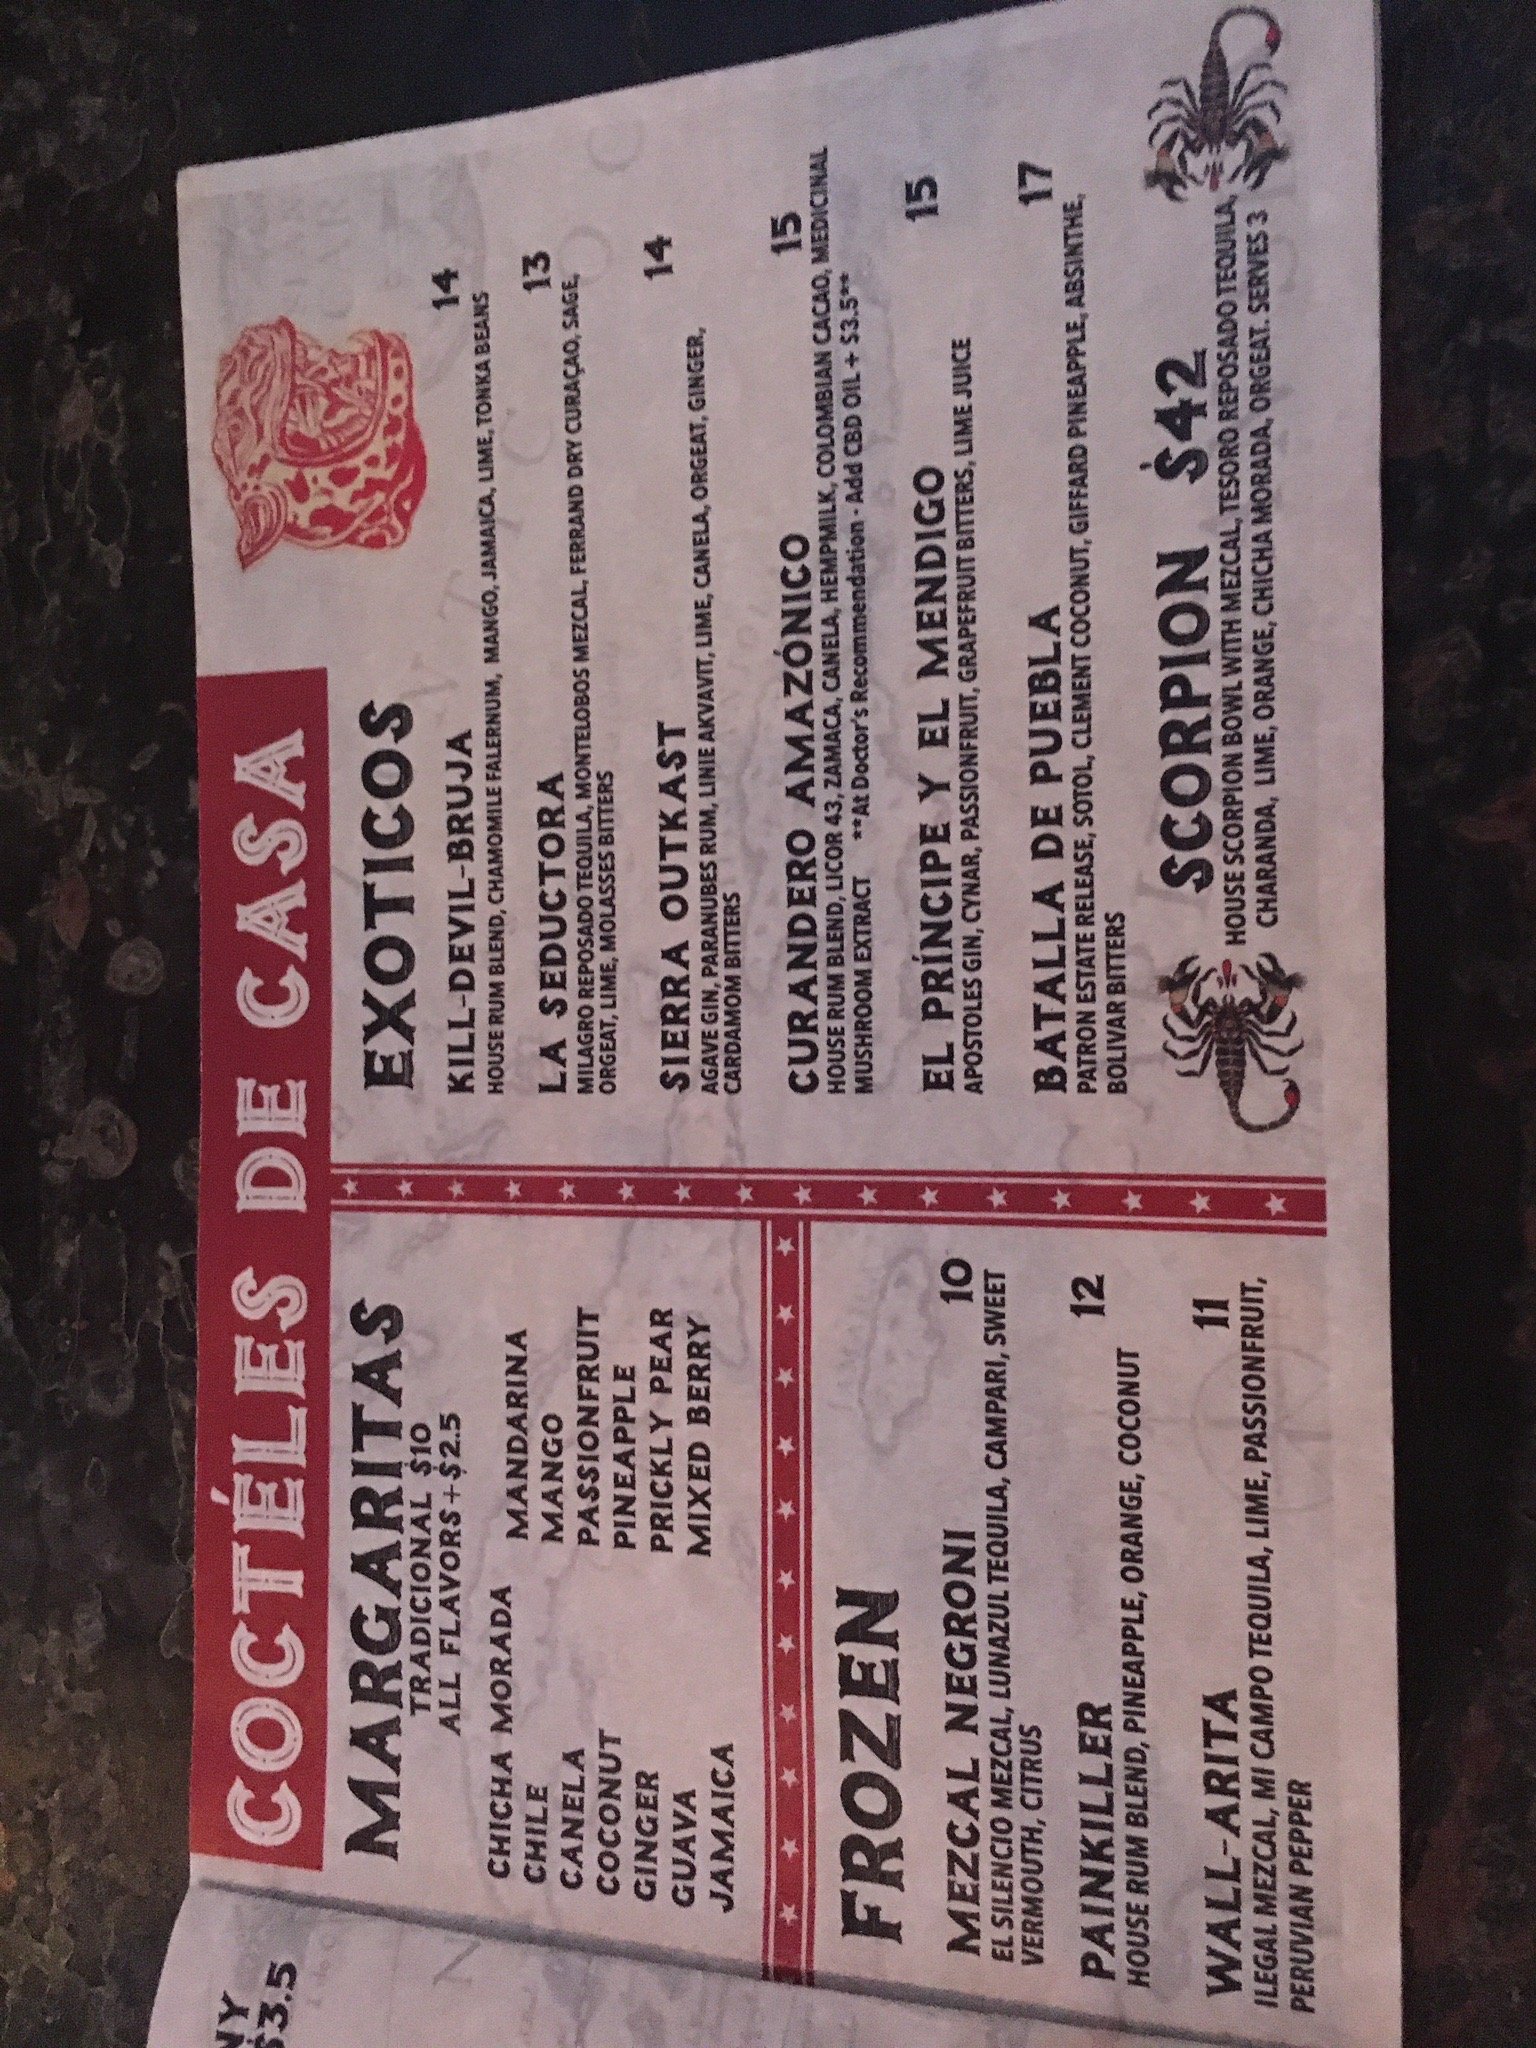 NY
$3.5
COCTÉLES DE CASA
MARGARITAS
TRADICIONAL $10
ALL FLAVORS+$2.5
CHICHA MORADA
CHILE
CANELA
COCONUT
GINGER
GUAVA
JAMAICA
MANDARINA
MANGO
PASSIONFRUIT
PINEAPPLE
PRICKLY PEAR
MIXED BERRY
FROZEN
MEZCAL NEGRONI 10
EL SILENCIO MEZCAL, LUNAZUL TEQUILA, CAMPARI, SWEET
VERMOUTH, CITRUS
PAINKILLER 12
HOUSE RUM BLEND, PINEAPPLE, ORANGE, COCONUT
WALL-ARITA 11
ILEGAL MEZCAL, MI CAMPO TEQUILA, LIME, PASSIONFRUIT,
PERUVIAN PEPPER
EXOTICOS
KILL-DEVIL-BRUJA 14
HOUSE RUM BLEND, CHAMOMILE FALERNUM, MANGO, JAMAICA, LIME, TONKA BEANS
LA SEDUCTORA 13
MILAGRO REPOSADO TEQUILA, MONTELOBOS MEZCAL, FERRAND DRY CURAÇAO, SAGE,
ORGEAT, LIME, MOLASSES BITTERS
SIERRA OUTKAST 14
AGAVE GIN, PARANUBES RUM, LINIE AKVAVIT, LIME, CANELA, ORGEAT, GINGER,
CARDAMOM BITTERS
CURANDERO AMAZÓNICO 15
HOUSE RUM BLEND, LICOR 43, ZAMACA, CANELA, HEMPMILK, COLOMBIAN CACAO, MEDICINAL
MUSHROOM EXTRACT **At Doctor's Recommendation - Add CBD OIL + $3.5**
EL PRÍNCIPE Y EL MENDIGO 15
APOSTOLES GIN, CYNAR, PASSIONFRUIT, GRAPEFRUIT BITTERS, LIME JUICE
BATALLA DE PUEBLA 17
PATRON ESTATE RELEASE, SOTOL, CLEMENT COCONUT, GIFFARD PINEAPPLE, ABSINTHE,
BOLIVAR BITTERS
SCORPION $42
HOUSE SCORPION BOWL WITH MEZCAL, TESORO REPOSADO TEQUILA,
CHARANDA, LIME, ORANGE, CHICHA MORADA, ORGEAT. SERVES 3